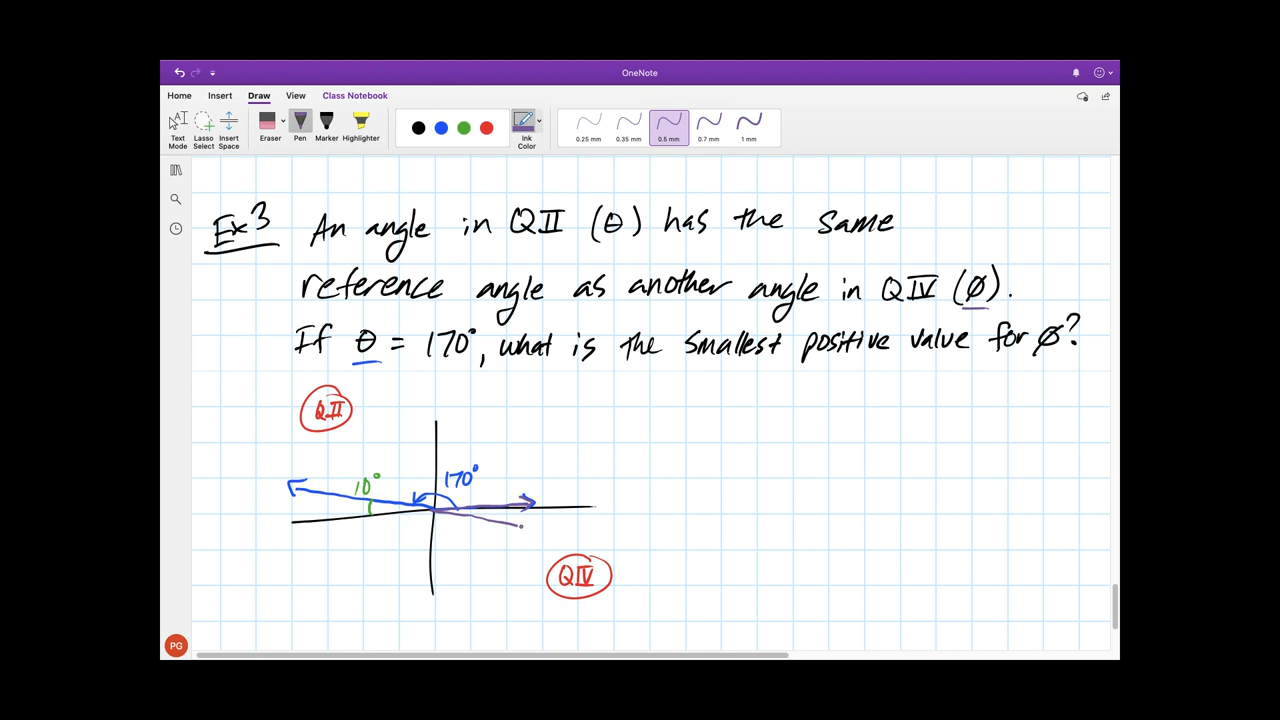 OneNote
Home Insert Draw View Class Notebook
Text Mode Lasso Select Insert Space Eraser Pen Marker Highlighter Ink Color 0.25 mm 0.35 mm 0.5 mm 0.7 mm 1 mm
Ex 3 An angle in QII (θ) has the same
reference angle as another angle in QIV (ø).
If θ = 170°, what is the smallest positive value for ø?
QII
170°
10°
QIV
PG